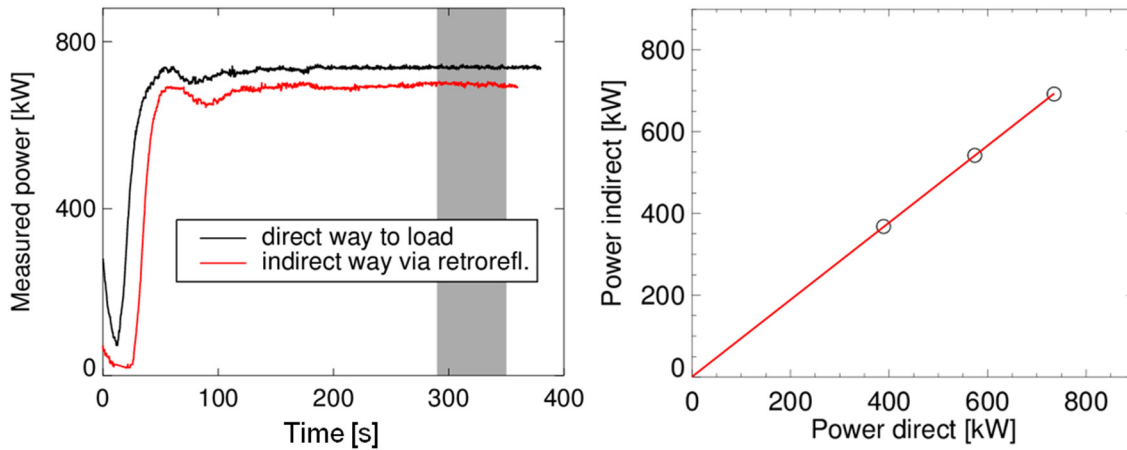 Measured power [kW]
800
400
0
direct way to load
indirect way via retrorefl.
0 100 200 300 400
Time [s]
Power indirect [kW]
800
600
400
200
0
0 200 400 600 800
Power direct [kW]